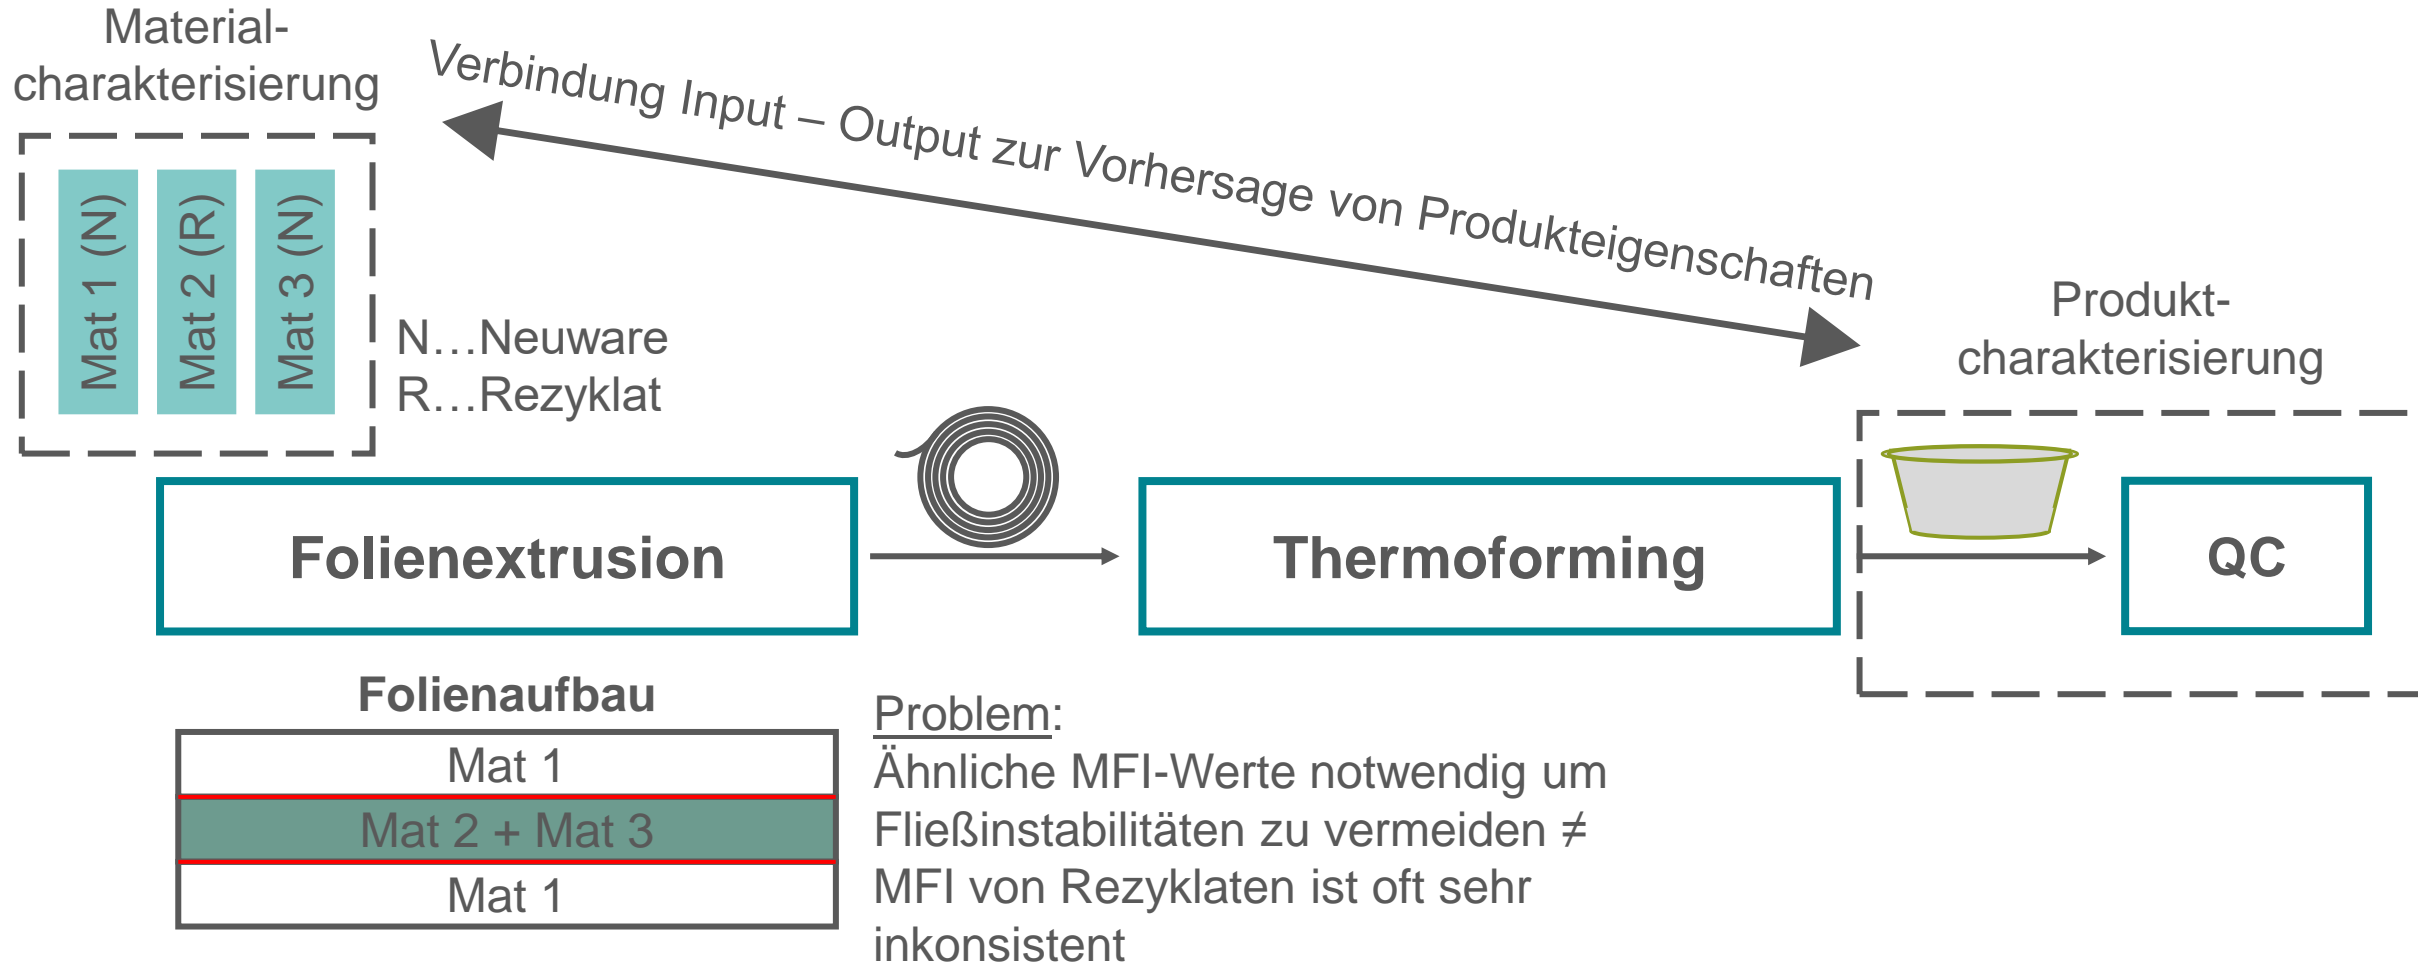 Material-
charakterisierung
Verbindung Input – Output zur Vorhersage von Produkteigenschaften
Mat 1 (N)
Mat 2 (R)
Mat 3 (N)
N…Neuware
R…Rezyklat
Produkt-
charakterisierung
Folienextrusion
Thermoforming
QC
Folienaufbau
Mat 1
Mat 2 + Mat 3
Mat 1
Problem:
Ähnliche MFI-Werte notwendig um
Fließinstabilitäten zu vermeiden ≠
MFI von Rezyklaten ist oft sehr
inkonsistent